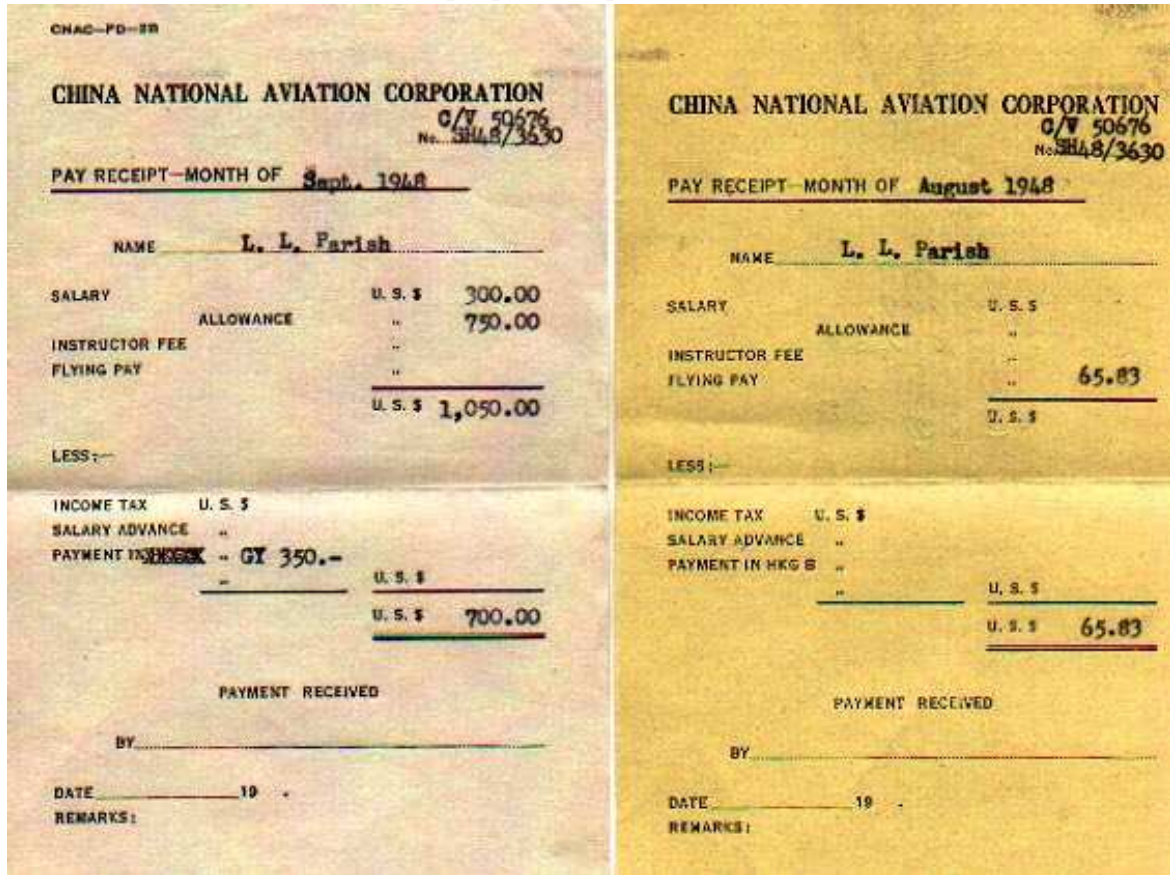 CNAC—FD—2B
CHINA NATIONAL AVIATION CORPORATION
C/V 50676
No. SH48/3630
PAY RECEIPT—MONTH OF Sept. 1948
NAME L. L. Parish
SALARY U. S. $ 300.00
ALLOWANCE „ 750.00
INSTRUCTOR FEE „
FLYING PAY „
U. S. $ 1,050.00
LESS:—
INCOME TAX U. S. $
SALARY ADVANCE „
PAYMENT IN „ GY 350.-
„ U. S. $
U. S. $ 700.00
PAYMENT RECEIVED
BY
DATE 19 .
REMARKS:
CHINA NATIONAL AVIATION CORPORATION
C/V 50676
No. SH48/3630
PAY RECEIPT—MONTH OF August 1948
NAME L. L. Parish
SALARY U. S. $
ALLOWANCE „
INSTRUCTOR FEE „
FLYING PAY „ 65.83
U. S. $
LESS:—
INCOME TAX U. S. $
SALARY ADVANCE „
PAYMENT IN HKG $ „
„ U. S. $
U. S. $ 65.83
PAYMENT RECEIVED
BY
DATE 19 .
REMARKS: